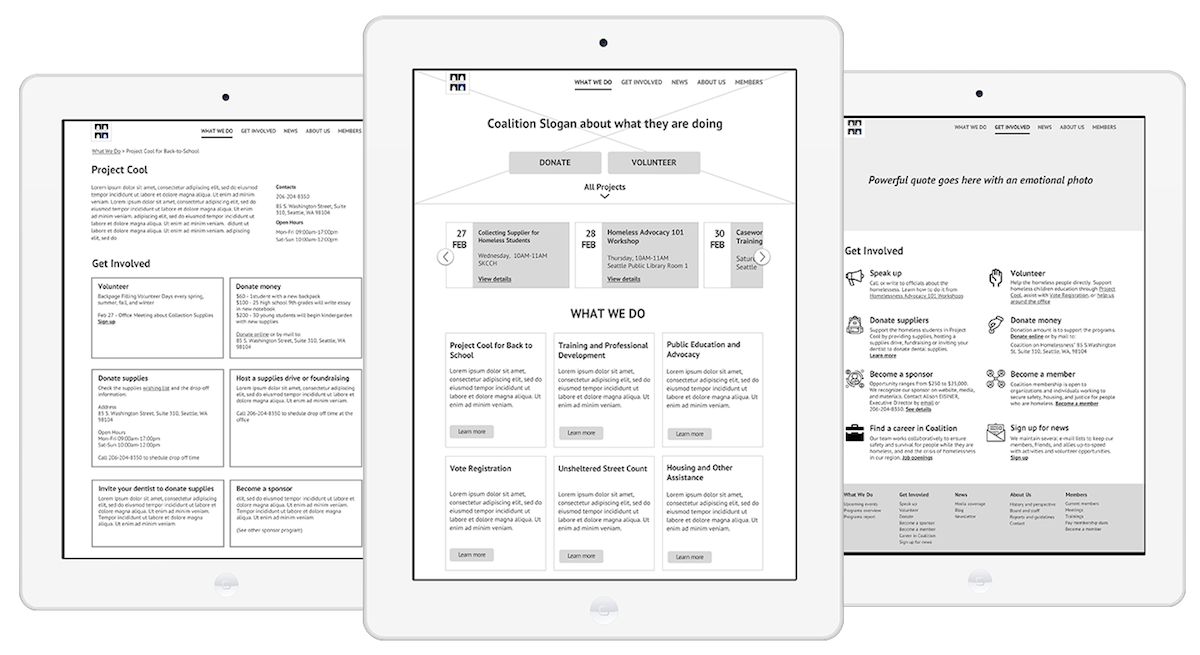 WHAT WE DO GET INVOLVED NEWS ABOUT US MEMBERS
What We Do > Project Cool for Back-to-School
Project Cool
Lorem ipsum dolor sit amet, consectetur adipiscing elit, sed do eiusmod
tempor incididunt ut labore et dolore magna aliqua. Ut enim ad minim
veniam. Lorem ipsum dolor sit amet, consectetur adipiscing elit, sed do
eiusmod tempor incididunt ut labore et dolore magna aliqua. Ut enim
ad minim veniam. adipiscing elit, sed do eiusmod tempor incididunt ut
labore et dolore magna aliqua. Ut enim ad minim veniam. didunt ut
labore et dolore magna aliqua. Ut enim ad minim veniam. adipiscing
elit, sed do
Contacts
206-204-8350
85 S. Washington Street, Suite
310, Seattle, WA 98104
Open Hours
Mon-Fri 09:00am-17:00pm
Sat-Sun 10:00am-12:00pm
Get Involved
Volunteer
Backpage Filling Volunteer Days every spring,
summer, fall, and winter
Feb 27 - Office Meeting about Collection Supplies
Sign up
Donate money
$60 - 1student with a new backpack
$100 - 25 high school 9th-grades will write essay
in new notebook
$200 - 30 young students will begin kindergarden
with new supplies
Donate online or by mail to:
85 S. Washington Street, Suite 310, Seattle, WA
98104
Donate supplies
Check the supplies waiting list and the drop-off
information:
Address
85 S. Washington Street, Suite 310, Seattle, WA
98104
Open Hours
Mon-Fri 09:00am-17:00pm
Sat-Sun 10:00am-12:00pm
Call 206-204-8350 to shedule drop off time
Host a supplies drive or foundraising
Lorem ipsum dolor sit amet, consectetur
adipiscing elit, sed do eiusmod tempor
incididunt ut labore et dolore magna aliqua.
Ut enim ad minim veniam.
Call 206-204-8350 to shedule drop off time at the
office
Invite your dentist to donate supplies
Lorem ipsum dolor sit amet, consectetur
adipiscing elit, sed do eiusmod tempor
incididunt ut labore et dolore magna
aliqua. Ut enim ad minim veniam.
Become a sponsor
elit, sed do eiusmod tempor incididunt ut labore et
dolore magna aliqua. Ut enim ad minim veniam
(See other sponsor program)
WHAT WE DO GET INVOLVED NEWS ABOUT US MEMBERS
Coalition Slogan about what they are doing
DONATE VOLUNTEER
All Projects
27
FEB
Collecting Supplier for
Homeless Students
Wednesday, 10AM-11AM
SKCCH
View details
28
FEB
Homeless Advocacy 101
Workshop
Thursday, 10AM-11AM
Seattle Public Library Room 1
View details
30
FEB
Casewor
Training
Satur
Seattle
WHAT WE DO
Project Cool for Back to
School
Lorem ipsum dolor sit amet,
consectetur adipiscing elit, sed do
eiusmod tempor incididunt ut
labore et dolore magna aliqua. Ut
enim ad minim veniam.
Learn more
Training and Professional
Development
Lorem ipsum dolor sit amet,
consectetur adipiscing elit, sed do
eiusmod tempor incididunt ut
labore et dolore magna aliqua. Ut
enim ad minim veniam.
Learn more
Public Education and
Advocacy
Lorem ipsum dolor sit amet,
consectetur adipiscing elit, sed do
eiusmod tempor incididunt ut
labore et dolore magna aliqua. Ut
enim ad minim veniam.
Learn more
Vote Registration
Lorem ipsum dolor sit amet,
consectetur adipiscing elit, sed do
eiusmod tempor incididunt ut
labore et dolore magna aliqua. Ut
enim ad minim veniam.
Learn more
Unsheltered Street Count
Lorem ipsum dolor sit amet,
consectetur adipiscing elit, sed do
eiusmod tempor incididunt ut
labore et dolore magna aliqua. Ut
enim ad minim veniam.
Learn more
Housing and Other
Assistance
Lorem ipsum dolor sit amet,
consectetur adipiscing elit, sed do
eiusmod tempor incididunt ut
labore et dolore magna aliqua. Ut
enim ad minim veniam.
Learn more
WHAT WE DO GET INVOLVED NEWS ABOUT US MEMBERS
Powerful quote goes here with an emotional photo
Get Involved
Speak up
Call or write to officials about the
homelessness. Learn how to do it from
Homelessness Advocacy 101 Workshops
Volunteer
Help the homeless people directly. Support
homeless children education through Project
Cool, assist with Vote Registration, or help us
around the office
Donate suppliers
Support the homeless students in Project
Cool by providing supplies, hosting a
supplies drive, fundraising or inviting your
dentist to donate dental supplies.
Learn more
Donate money
Donation amount is to support the programs.
Donate online or by mail to:
Coalition on Homelessness* 85 S.Washington
St. Suite 310, Seattle, WA 98104
Become a sponsor
Opportunity ranges from $250 to $25,000.
We recognize our sponsor on website, media,
and materials. Contact Alison EISINER,
Executive Director by email or
206-204-8350. See details
Become a member
Coalition membership is open to
organizations and individuals working to
secure safety, housing, and justice for people
who are homeless. Become a member
Find a career in Coalition
Our team works collaboratively to ensure
safety and survival for people while they are
homeless, and end the crisis of homelessness
in our region. Job openings
Sign up for news
We maintain several e-mail lists to keep our
members, friends, and allies up-to-speed
with activities and volunteer opportunities.
Sign up
What We Do
Upcoming events
Programs overview
Programs report
Get Involved
Speak up
Volunteer
Donate
Become a sponsor
Become a member
Career in Coalition
Sign up for news
News
Media coverage
Blog
Newsletter
About Us
History and perspective
Board and staff
Reports and guidelines
Contact
Members
Current members
Meetings
Trainings
Pay membership dues
Become a member